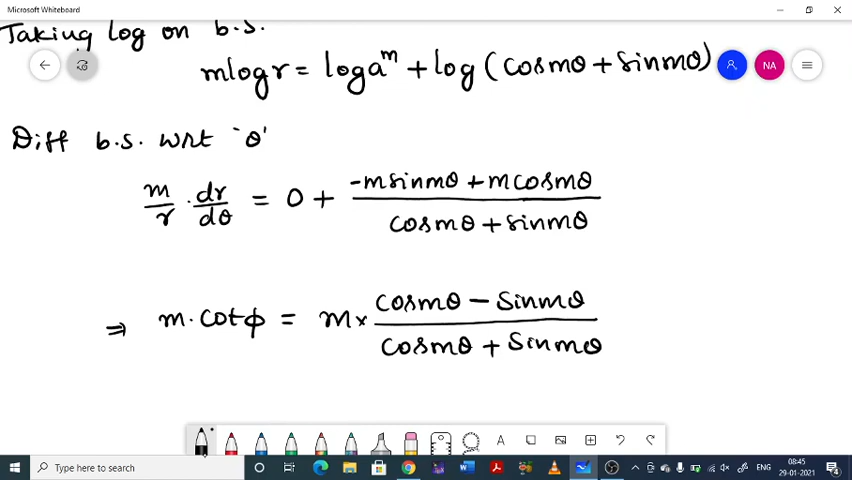 Microsoft Whiteboard
Taking log on b.s.
mlogr = loga^m + log (cosmθ + sinmθ)
NA
Diff b.s. wrt 'θ'
m/r . dr/dθ = 0 + (-msinmθ + mcosmθ)/(cosmθ + sinmθ)
⇒ m.cotφ = m × (cosmθ - sinmθ)/(cosmθ + sinmθ)
A
Type here to search
ENG
08:45
29-01-2021
4